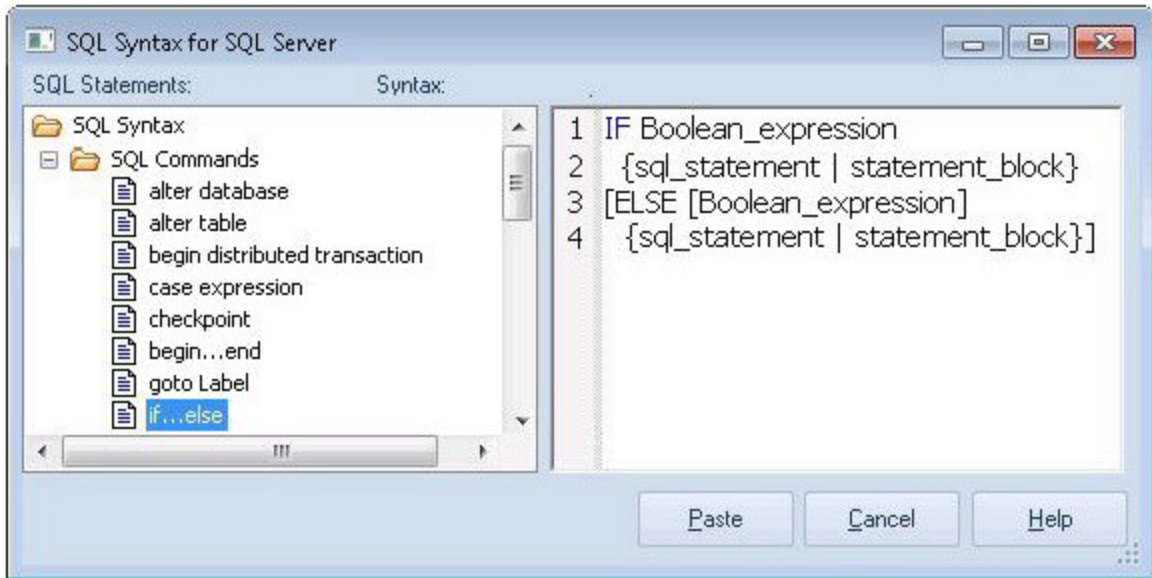 SQL Syntax for SQL Server
SQL Statements:
Syntax:
SQL Syntax
SQL Commands
alter database
alter table
begin distributed transaction
case expression
checkpoint
begin...end
goto Label
if...else
1 IF Boolean_expression
2 {sql_statement | statement_block}
3 [ELSE [Boolean_expression]
4 {sql_statement | statement_block}]
Paste
Cancel
Help